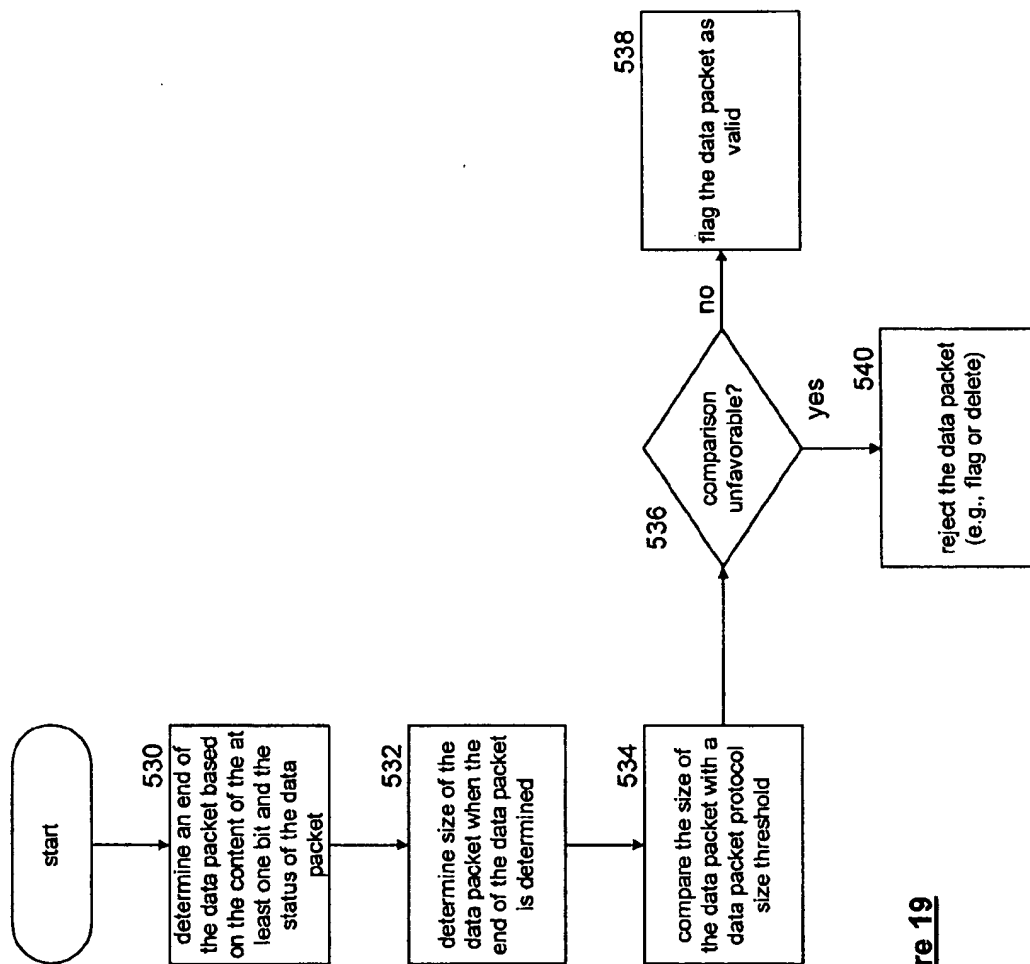 start
530
determine an end of
the data packet based
on the content of the at
least one bit and the
status of the data
packet
532
determine size of the
data packet when the
end of the data packet
is determined
534
compare the size of
the data packet with a
data packet protocol
size threshold
536
comparison
unfavorable?
no
538
flag the data packet as
valid
yes
540
reject the data packet
(e.g., flag or delete)
re 19